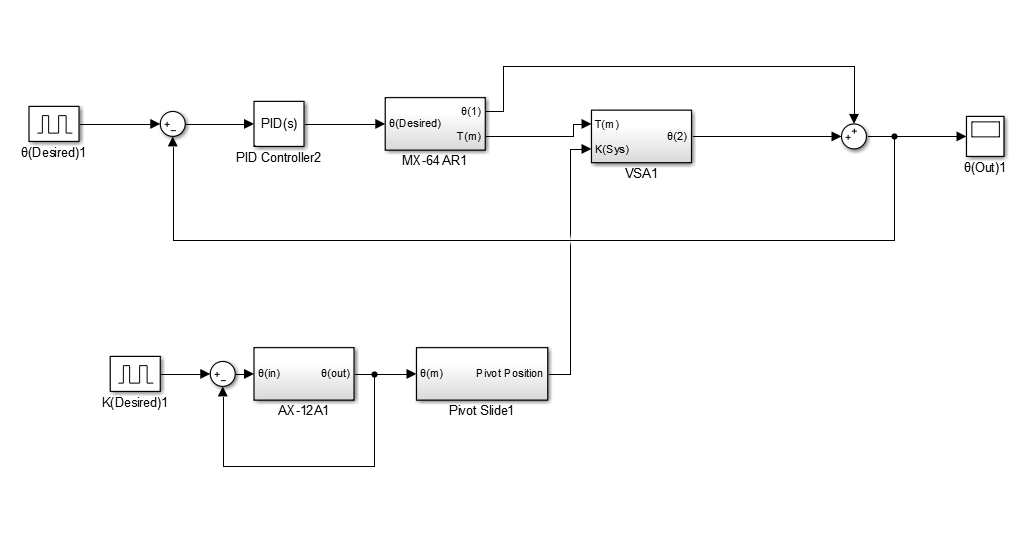 θ(Desired)1
+
−
PID(s)
PID Controller2
θ(Desired)
θ(1)
T(m)
MX-64 AR1
T(m)
K(Sys)
θ(2)
VSA1
+
+
θ(Out)1
K(Desired)1
+
−
θ(in)
θ(out)
AX-12A1
θ(m)
Pivot Position
Pivot Slide1